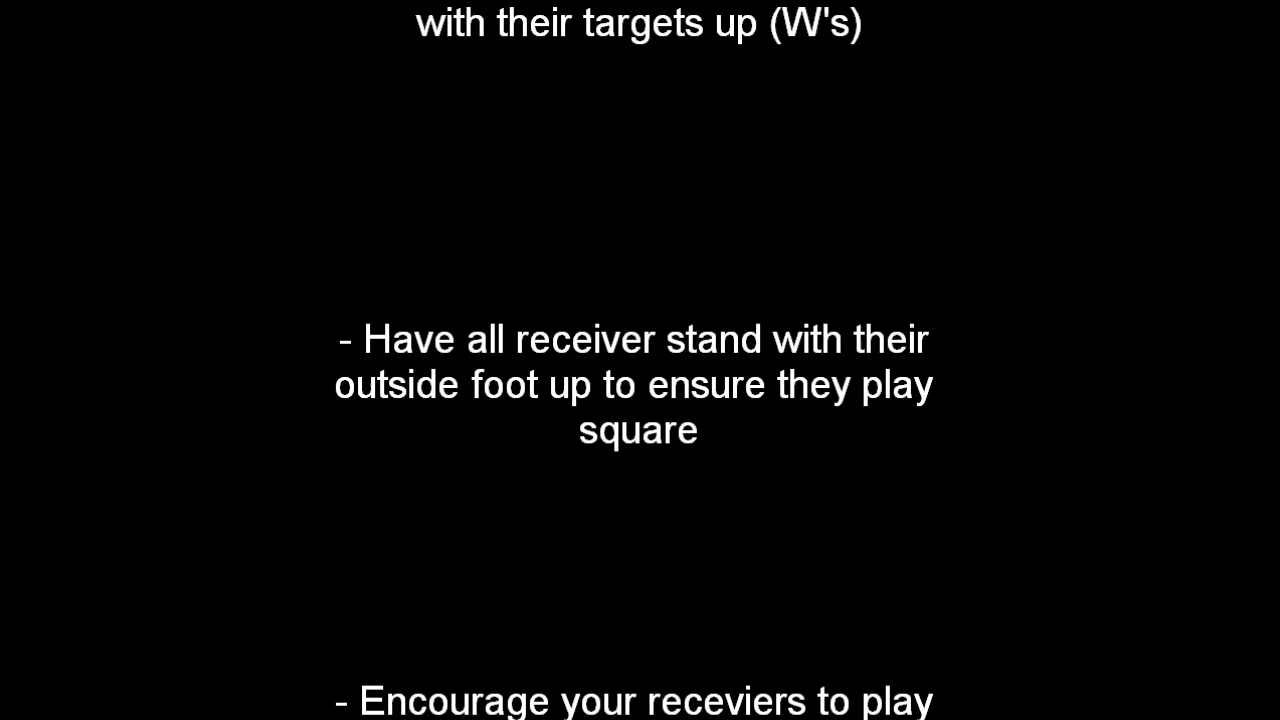 with their targets up (W's)
- Have all receiver stand with their
outside foot up to ensure they play
square
- Encourage your receviers to play